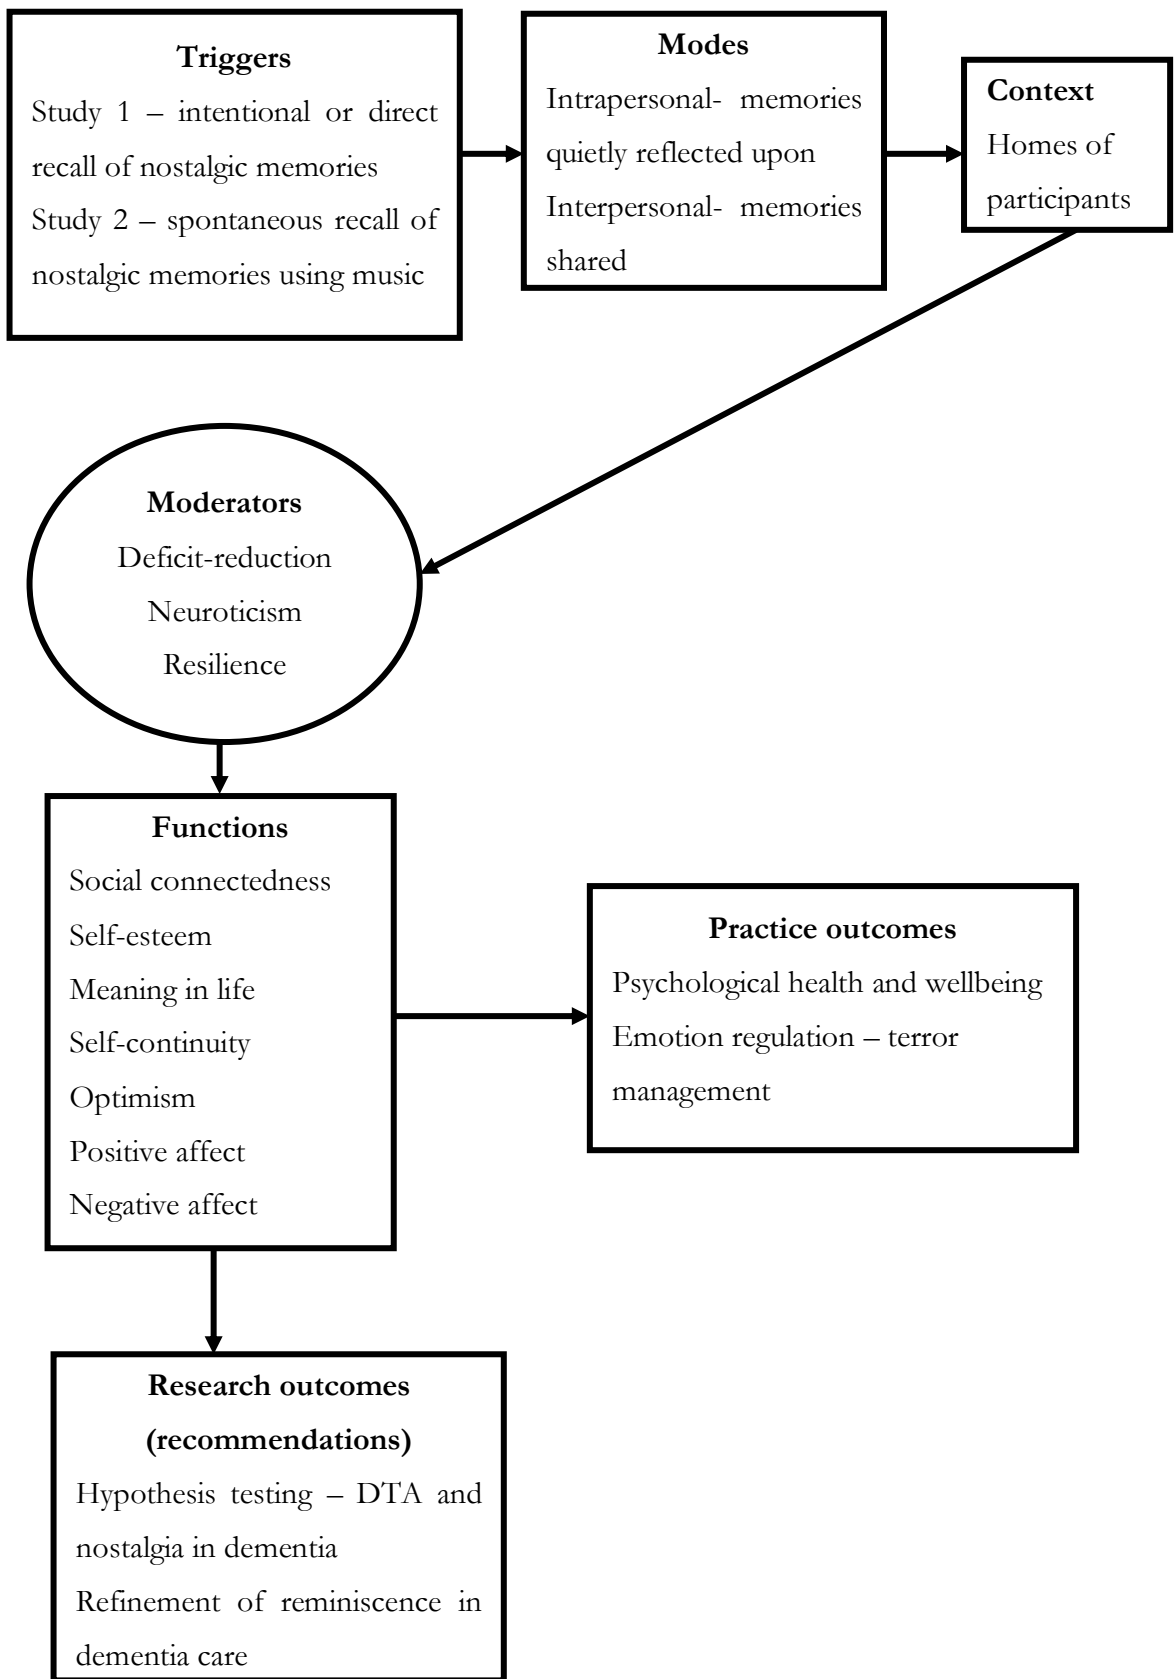 Triggers
Study 1 – intentional or direct
recall of nostalgic memories
Study 2 – spontaneous recall of
nostalgic memories using music
Modes
Intrapersonal- memories
quietly reflected upon
Interpersonal- memories
shared
Context
Homes of
participants
Moderators
Deficit-reduction
Neuroticism
Resilience
Functions
Social connectedness
Self-esteem
Meaning in life
Self-continuity
Optimism
Positive affect
Negative affect
Practice outcomes
Psychological health and wellbeing
Emotion regulation – terror
management
Research outcomes
(recommendations)
Hypothesis testing – DTA and
nostalgia in dementia
Refinement of reminiscence in
dementia care